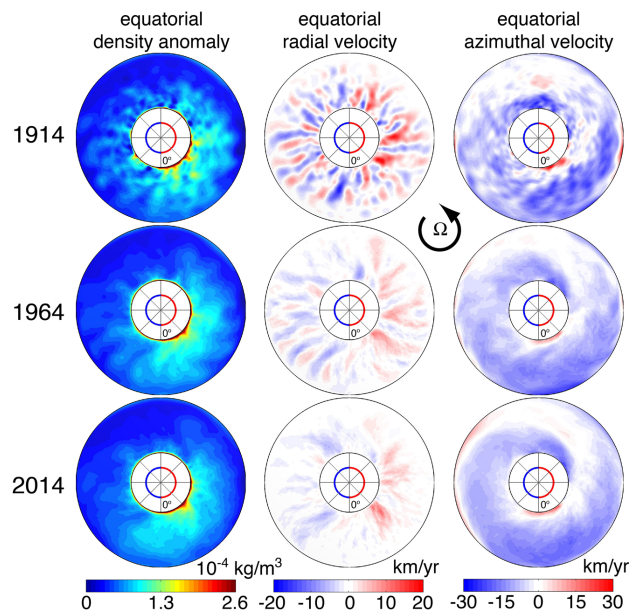 equatorial
density anomaly
equatorial
radial velocity
equatorial
azimuthal velocity
1914
0°
0°
0°
Ω
1964
0°
0°
0°
2014
0°
0°
0°
10⁻⁴ kg/m³
km/yr
km/yr
0 1.3 2.6
-20 -10 0 10 20
-30 -15 0 15 30